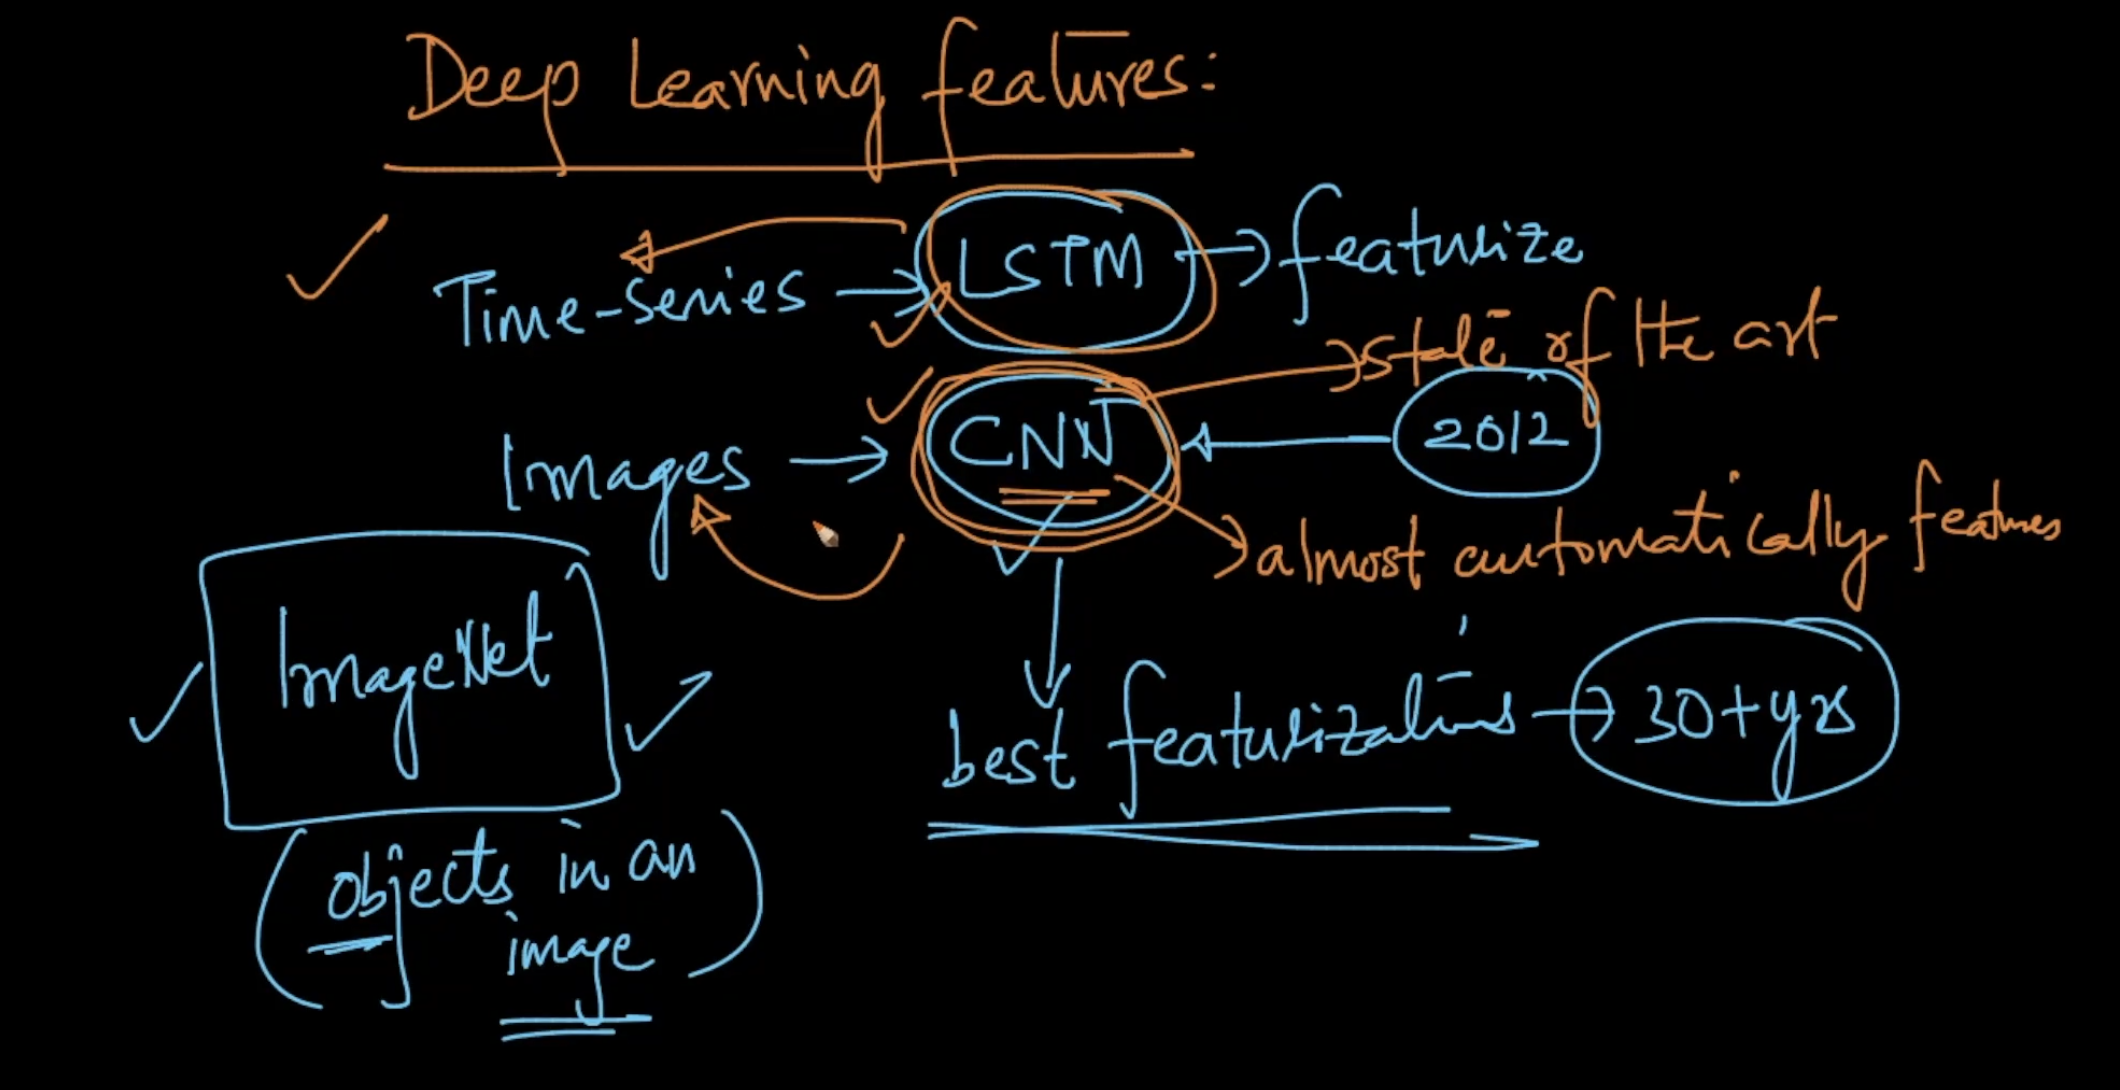 Deep Learning features:
Time-Series → LSTM → featurize
state of the art
Images → CNN ← 2012
almost automatically features
ImageNet
best featurizations → 30+yrs
(objects in an
image)